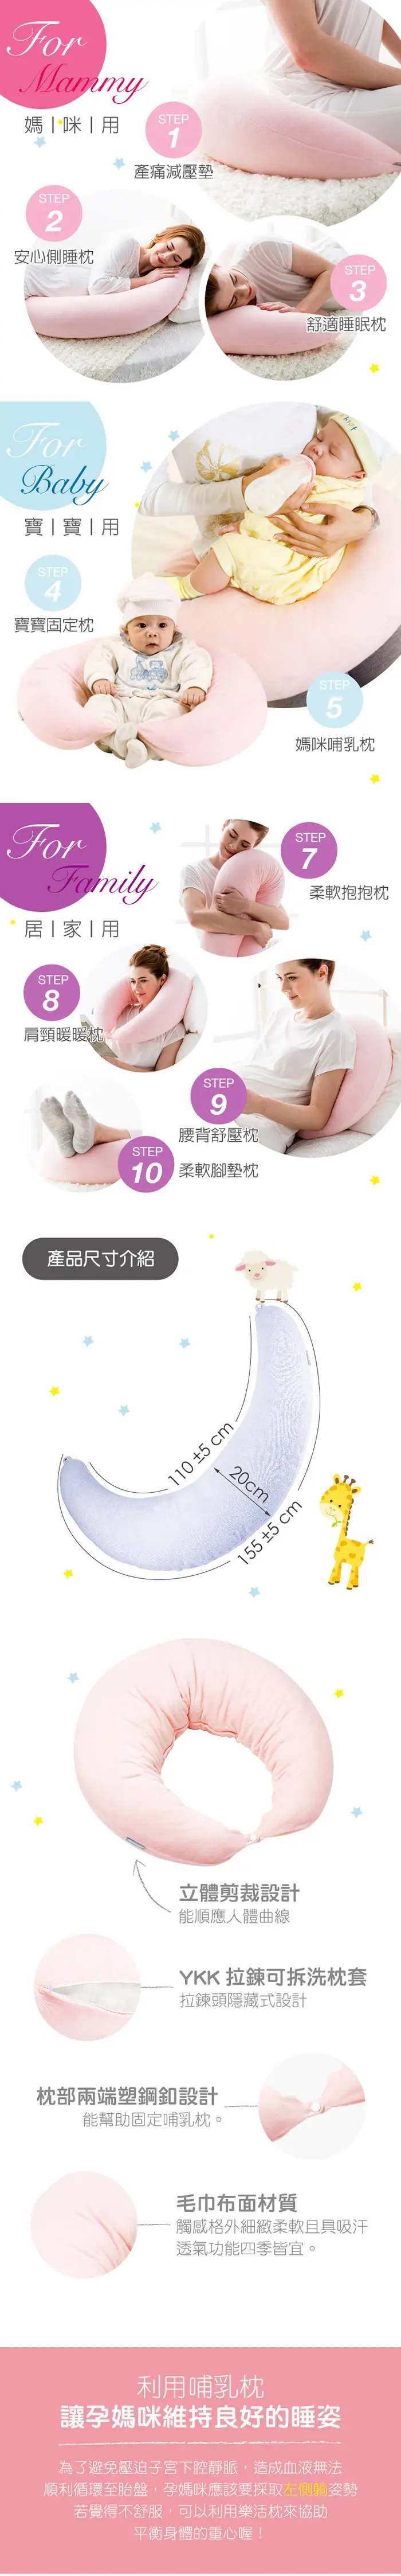 For
Mammy
媽|咪|用
STEP
1
產痛減壓墊
STEP
2
安心側睡枕
STEP
3
舒適睡眠枕
For
Baby
寶|寶|用
STEP
4
寶寶固定枕
STEP
5
媽咪哺乳枕
For
Family
居|家|用
STEP
7
柔軟抱抱枕
STEP
8
肩頸暖暖枕
STEP
9
腰背舒壓枕
STEP
10
柔軟腳墊枕
產品尺寸介紹
110 ±5 cm
20cm
155 ±5 cm
立體剪裁設計
能順應人體曲線
YKK 拉鍊可拆洗枕套
拉鍊頭隱藏式設計
枕部兩端塑鋼釦設計
能幫助固定哺乳枕。
毛巾布面材質
觸感格外細緻柔軟且具吸汗
透氣功能四季皆宜。
利用哺乳枕
讓孕媽咪維持良好的睡姿
為了避免壓迫子宮下腔靜脈，造成血液無法
順利循環至胎盤，孕媽咪應該要採取左側躺姿勢
若覺得不舒服，可以利用樂活枕來協助
平衡身體的重心喔！